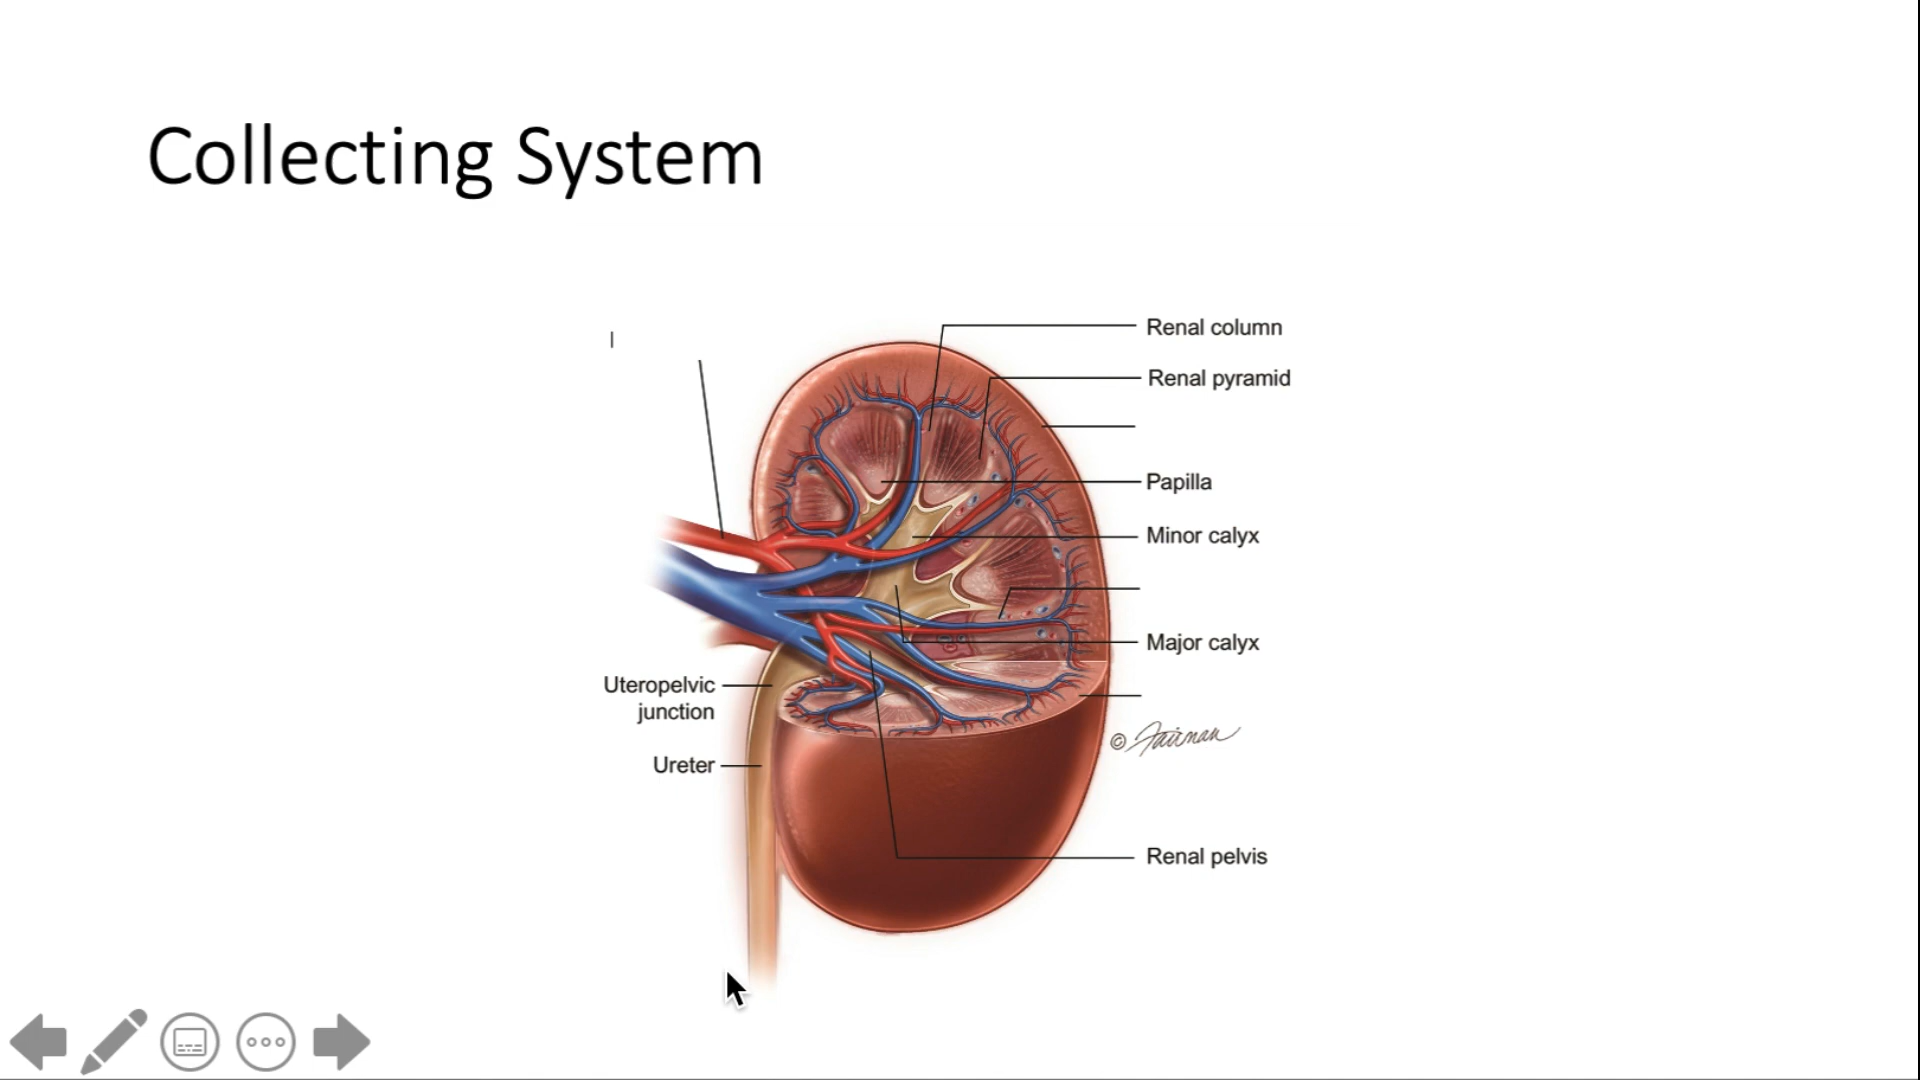 Collecting System
Renal column
Renal pyramid
Papilla
Minor calyx
Major calyx
Uteropelvic
junction
© Fairman
Ureter
Renal pelvis